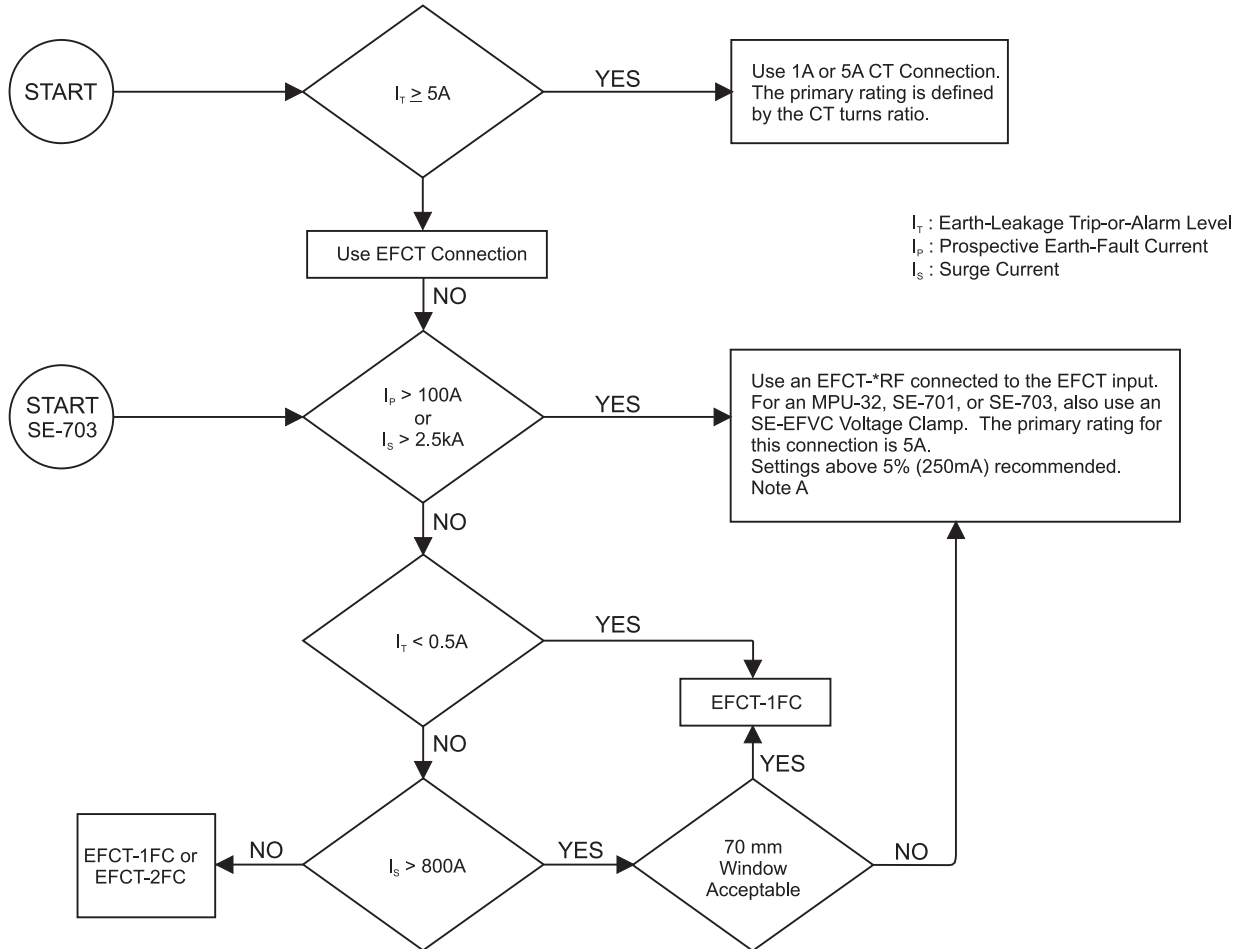 START
I_T ≥ 5A
YES
Use 1A or 5A CT Connection.
The primary rating is defined
by the CT turns ratio.
Use EFCT Connection
NO
I_T : Earth-Leakage Trip-or-Alarm Level
I_P : Prospective Earth-Fault Current
I_S : Surge Current
START
SE-703
I_P > 100A
or
I_S > 2.5kA
YES
Use an EFCT-*RF connected to the EFCT input.
For an MPU-32, SE-701, or SE-703, also use an
SE-EFVC Voltage Clamp.  The primary rating for
this connection is 5A.
Settings above 5% (250mA) recommended.
Note A
NO
I_T < 0.5A
YES
EFCT-1FC
NO
YES
EFCT-1FC or
EFCT-2FC
NO
I_S > 800A
YES
70 mm
Window
Acceptable
NO